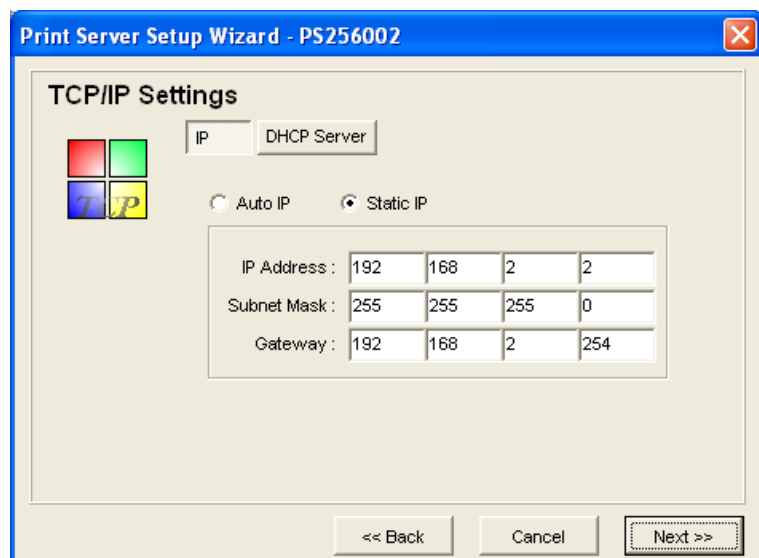 Print Server Setup Wizard - PS256002
TCP/IP Settings
IP DHCP Server
TCP
Auto IP Static IP
IP Address : 192 168 2 2
Subnet Mask : 255 255 255 0
Gateway : 192 168 2 254
<< Back Cancel Next >>